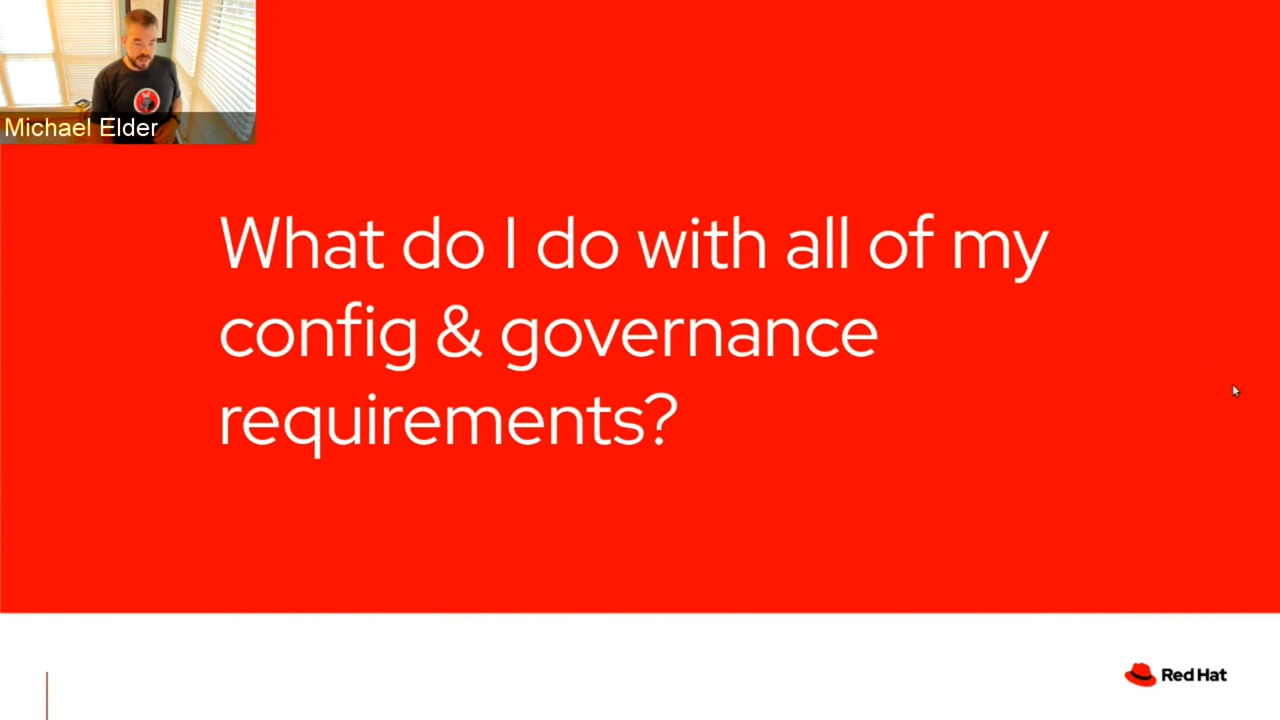 Michael Elder
What do I do with all of my
config & governance
requirements?
Red Hat